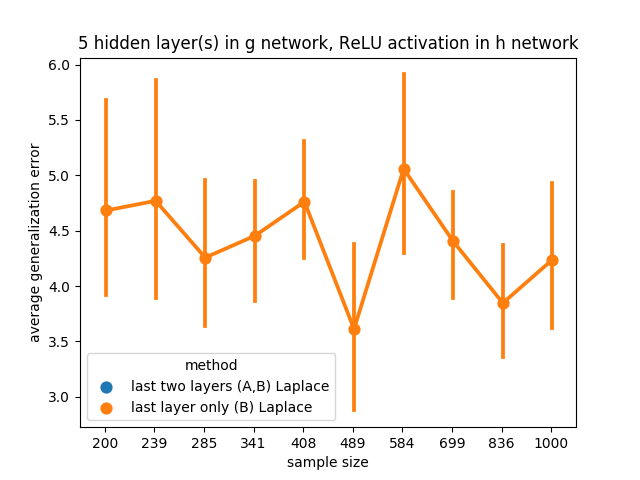 5 hidden layer(s) in g network, ReLU activation in h network
average generalization error
6.0
5.5
5.0
4.5
4.0
3.5
3.0
method
last two layers (A,B) Laplace
last layer only (B) Laplace
200 239 285 341 408 489 584 699 836 1000
sample size